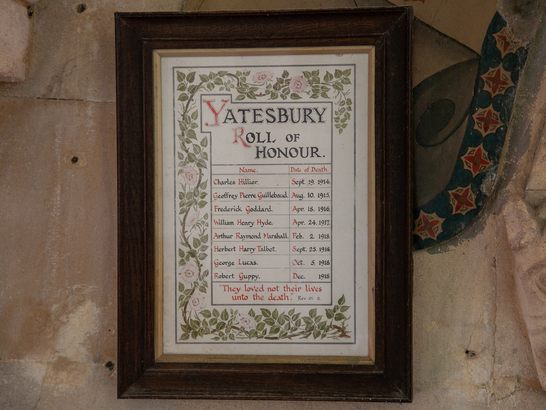 YATESBURY
ROLL OF
HONOUR.
Name. Date of Death.
Charles Hillier. Sept. 19. 1914
Geoffrey Pierre Guillebaud. Aug. 10. 1915
Frederick Goddard. Apr. 18. 1916
William Henry Hyde. Apr. 24. 1917
Arthur Raymond Marshall. Feb. 2. 1918
Herbert Harry Talbot. Sept. 23. 1918
George Lucas. Oct. 5. 1918
Robert Guppy. Dec. 1918
"They loved not their lives
unto the death." Rev.